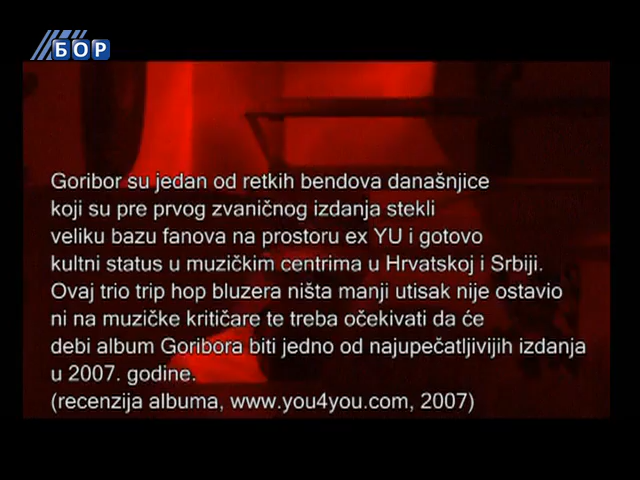 БОР
Goribor su jedan od retkih bendova današnjice
koji su pre prvog zvaničnog izdanja stekli
veliku bazu fanova na prostoru ex YU i gotovo
kultni status u muzičkim centrima u Hrvatskoj i Srbiji.
Ovaj trio trip hop bluzera ništa manji utisak nije ostavio
ni na muzičke kritičare te treba očekivati da će
debi album Goribora biti jedno od najupečatljivijih izdanja
u 2007. godine.
(recenzija albuma, www.you4you.com, 2007)